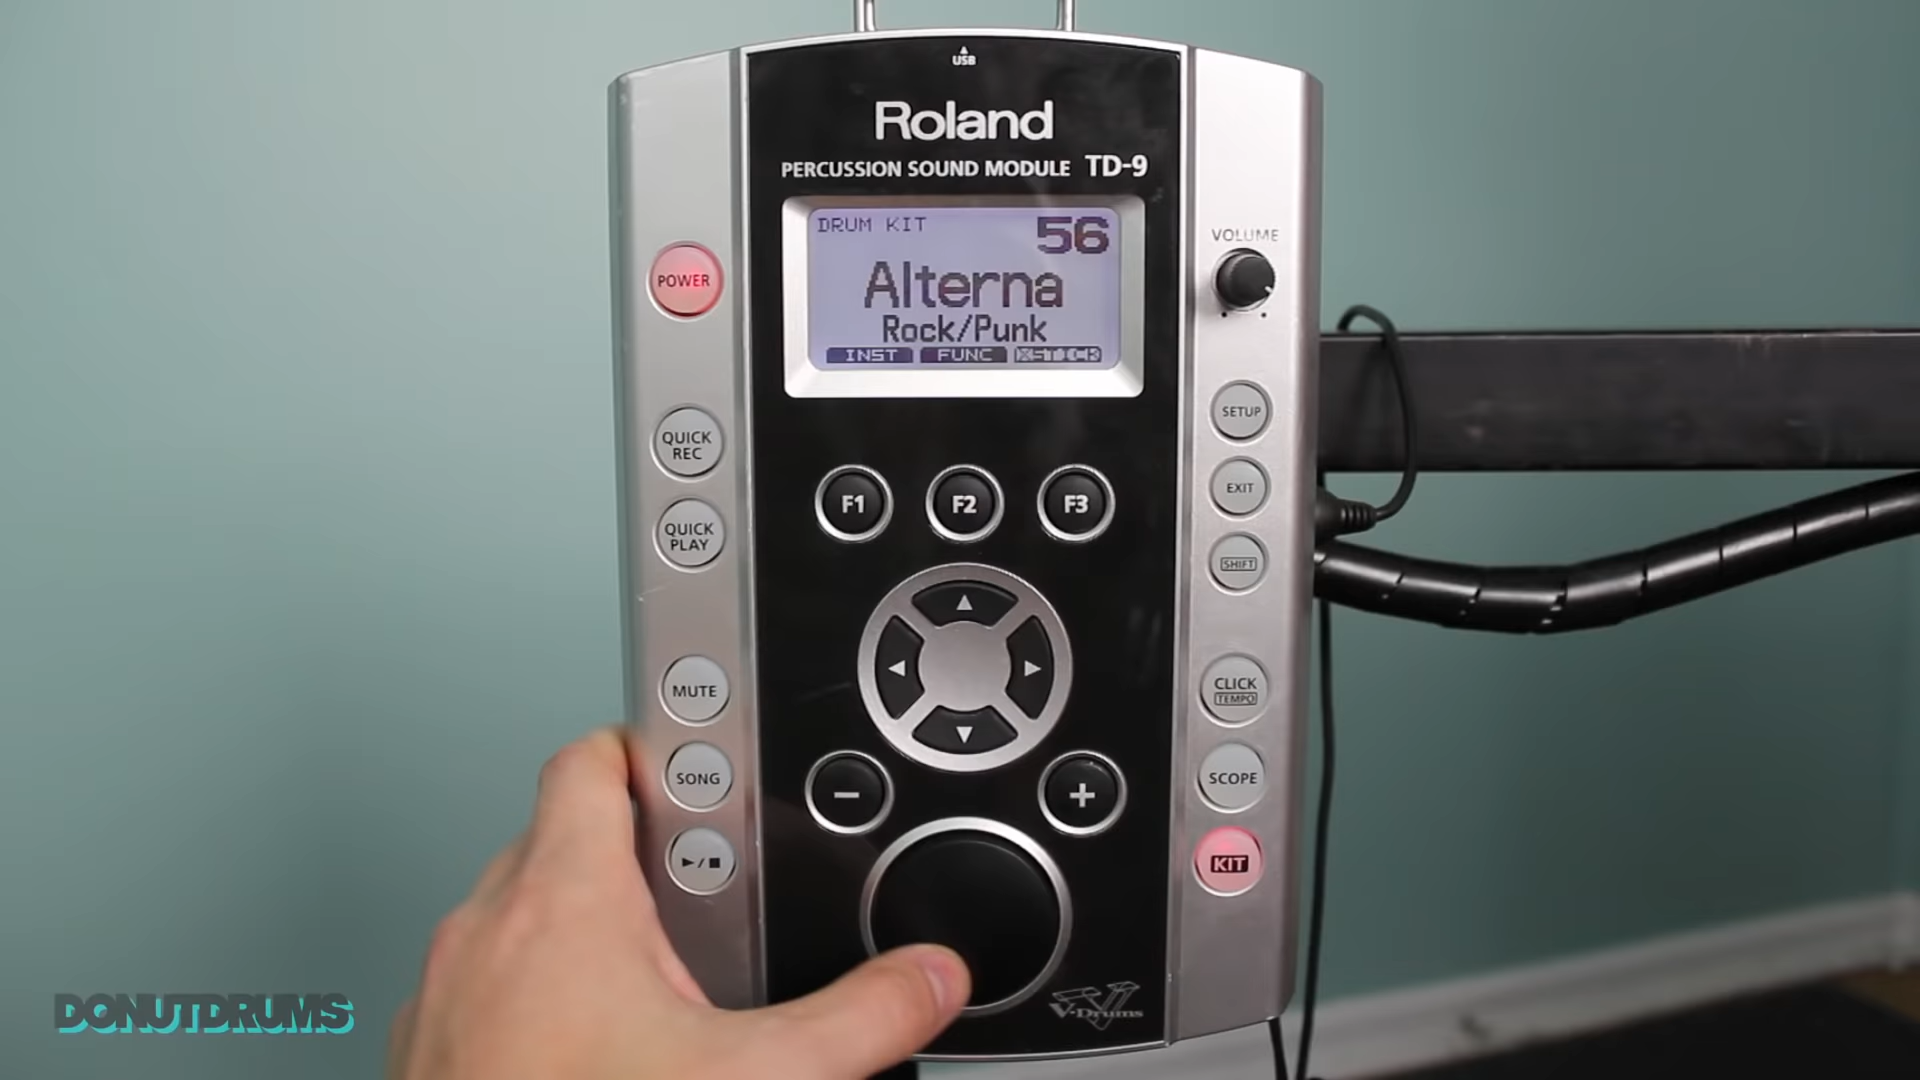 USB
Roland
PERCUSSION SOUND MODULE TD-9
DRUM KIT 56
Alterna
Rock/Punk
INST FUNC XSTICK
POWER
VOLUME
QUICK
REC
SETUP
QUICK
PLAY
EXIT
SHIFT
F1 F2 F3
MUTE
CLICK
TEMPO
SONG
SCOPE
KIT
V-Drums
DONUTDRUMS